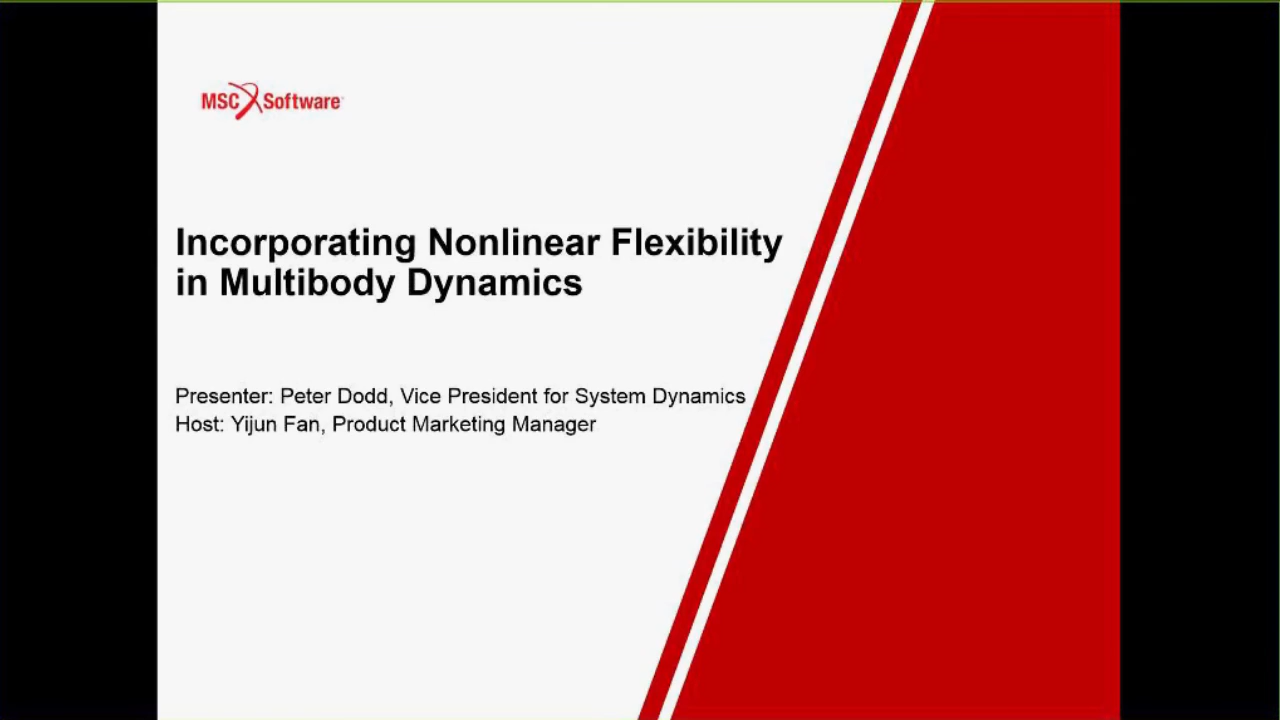 MSC Software
Incorporating Nonlinear Flexibility
in Multibody Dynamics
Presenter: Peter Dodd, Vice President for System Dynamics
Host: Yijun Fan, Product Marketing Manager